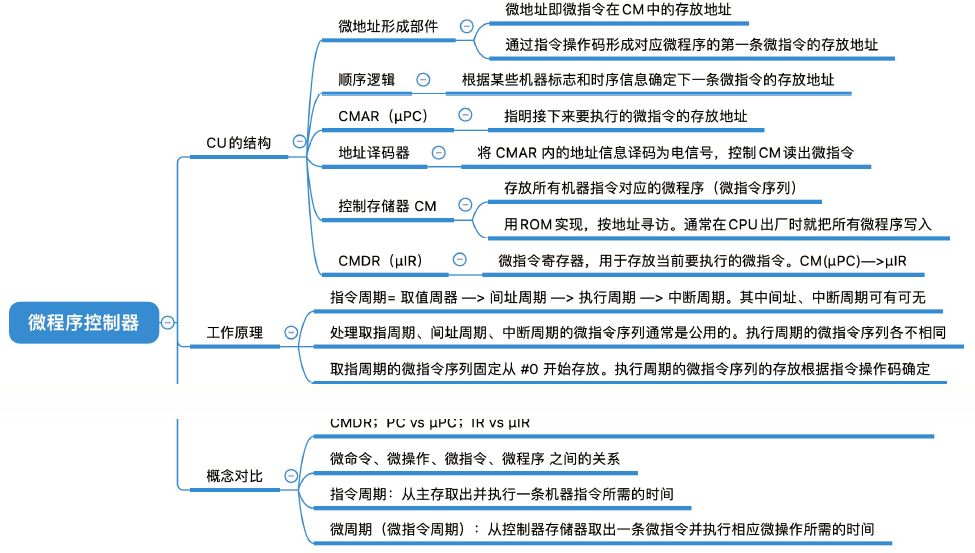 微程序控制器
CU的结构
微地址形成部件
微地址即微指令在CM中的存放地址
通过指令操作码形成对应微程序的第一条微指令的存放地址
顺序逻辑
根据某些机器标志和时序信息确定下一条微指令的存放地址
CMAR（μPC）
指明接下来要执行的微指令的存放地址
地址译码器
将 CMAR 内的地址信息译码为电信号，控制CM读出微指令
控制存储器 CM
存放所有机器指令对应的微程序（微指令序列）
用ROM实现，按地址寻访。通常在CPU出厂时就把所有微程序写入
CMDR（μIR）
微指令寄存器，用于存放当前要执行的微指令。CM(μPC)—>μIR
工作原理
指令周期= 取值周器 —> 间址周期 —> 执行周期 —> 中断周期。其中间址、中断周期可有可无
处理取指周期、间址周期、中断周期的微指令序列通常是公用的。执行周期的微指令序列各不相同
取指周期的微指令序列固定从 #0 开始存放。执行周期的微指令序列的存放根据指令操作码确定
概念对比
CMDR；PC vs μPC；IR vs μIR
微命令、微操作、微指令、微程序 之间的关系
指令周期：从主存取出并执行一条机器指令所需的时间
微周期（微指令周期）：从控制器存储器取出一条微指令并执行相应微操作所需的时间